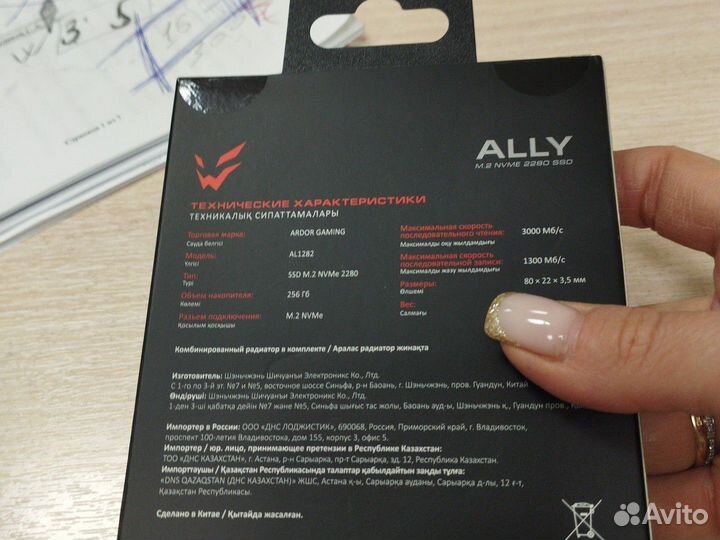 ALLY
M.2 NVME 2280 SSD
ТЕХНИЧЕСКИЕ ХАРАКТЕРИСТИКИ
ТЕХНИКАЛЫҚ СИПАТТАМАЛАРЫ
Торговая марка: ARDOR GAMING
Сауда белгісі
Модель: AL1282
Үлгісі
Тип: SSD M.2 NVMe 2280
Түрі
Объем накопителя: 256 Гб
Көлемі
Разъем подключения: M.2 NVMe
Қосылым қосқышы
Максимальная скорость
последовательного чтения: 3000 Мб/с
Максималды оқу жылдамдығы
Максимальная скорость
последовательной записи: 1300 Мб/с
Максималды жазу жылдамдығы
Размеры: 80 × 22 × 3,5 мм
Өлшемі
Вес:
Салмағы
Комбинированный радиатор в комплекте / Аралас радиатор жинақта
Изготовитель: Шэньчжэнь Шичуанъи Электроникс Ко., Лтд.
С 1-го по 3-й эт. №7 и №5, восточное шоссе Синьфа, р-н Баоань, г. Шэньчжэнь, пров. Гуандун, Китай
Өндіруші: Шэньчжэнь Шичуанъи Электроникс Ко., Лтд.
1-ден 3-ші қабатқа дейін №7 және №5, Синьфа шығыс тас жолы, Баоань ауд-ы, Шэньчжэнь қ., Гуандун
Импортер в России: ООО «ДНС ЛОДЖИСТИК», 690068, Россия, Приморский край, г. Владивосток,
проспект 100-летия Владивостока, дом 155, корпус 3, офис 5.
Импортер / юр. лицо, принимающее претензии в Республике Казахстан:
ТОО «ДНС КАЗАХСТАН», г. Астана, р-н Сарыарка, пр-т Сарыарка, зд. 12, Республика Казахстан.
Импорттаушы / Қазақстан Республикасында талаптар қабылдайтын заңды тұлға:
«DNS QAZAQSTAN (ДНС КАЗАХСТАН)» ЖШС, Астана қ-ы, Сарыарка ауданы, Сарыарка д-лы, 12 ғ-т,
Қазақстан Республикасы.
Сделано в Китае / Қытайда жасалған.
Avito